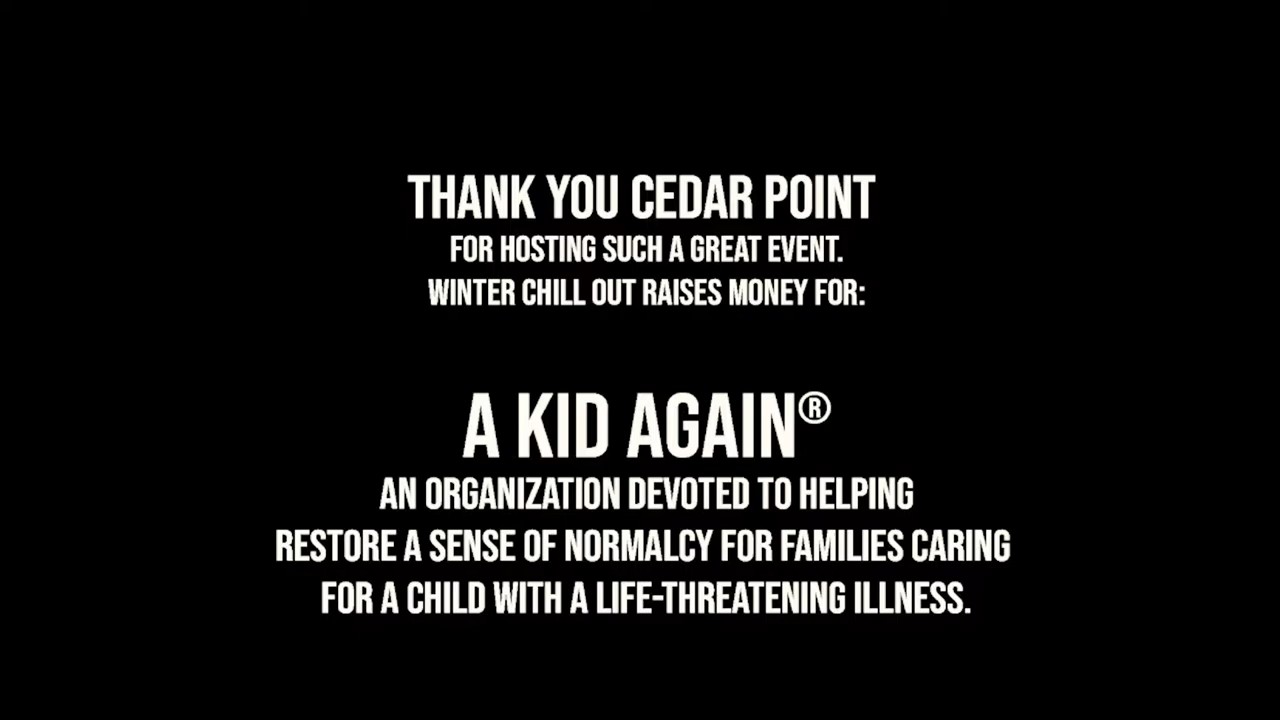 THANK YOU CEDAR POINT
FOR HOSTING SUCH A GREAT EVENT.
WINTER CHILL OUT RAISES MONEY FOR:
A KID AGAIN®
AN ORGANIZATION DEVOTED TO HELPING
RESTORE A SENSE OF NORMALCY FOR FAMILIES CARING
FOR A CHILD WITH A LIFE-THREATENING ILLNESS.